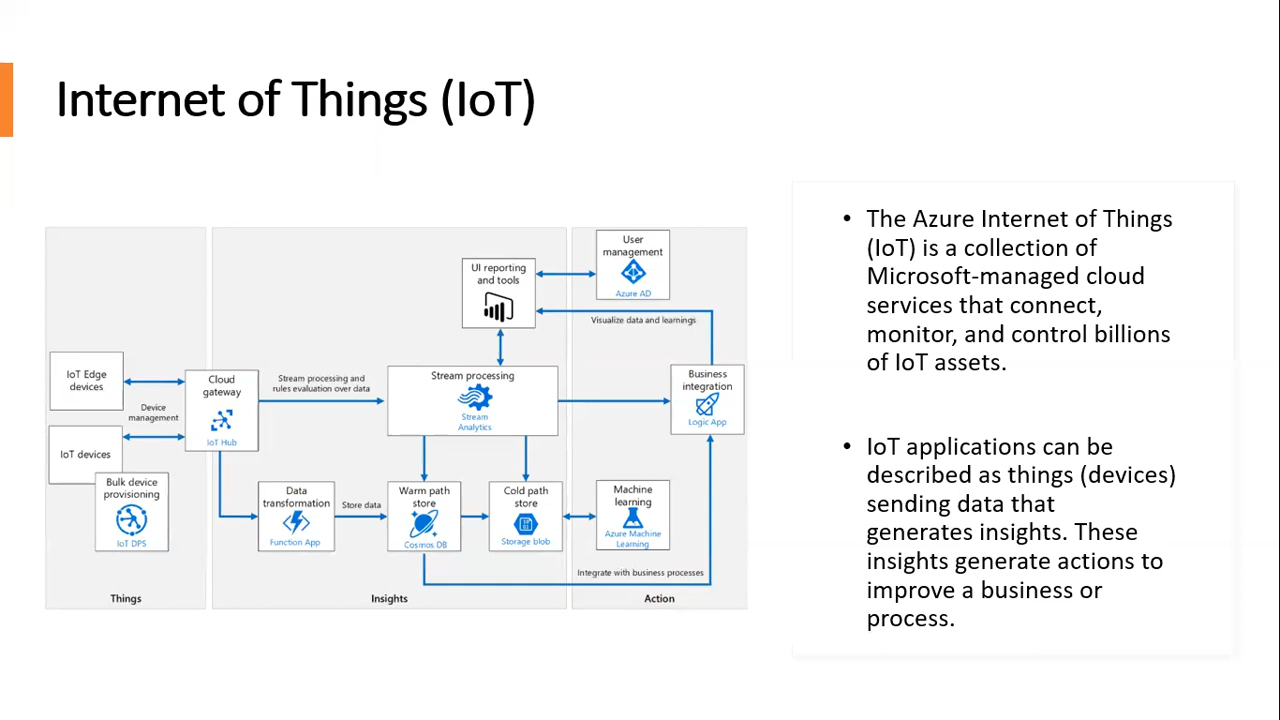 Internet of Things (IoT)
User
management
Azure AD
UI reporting
and tools
Visualize data and learnings
IoT Edge
devices
Cloud
gateway
IoT Hub
Stream processing and
rules evaluation over data
Stream processing
Stream
Analytics
Business
integration
Logic App
Device
management
IoT devices
Bulk device
provisioning
IoT DPS
Data
transformation
Function App
Store data
Warm path
store
Cosmos DB
Cold path
store
Storage blob
Machine
learning
Azure Machine
Learning
Integrate with business processes
Things
Insights
Action
• The Azure Internet of Things
(IoT) is a collection of
Microsoft-managed cloud
services that connect,
monitor, and control billions
of IoT assets.
• IoT applications can be
described as things (devices)
sending data that
generates insights. These
insights generate actions to
improve a business or
process.